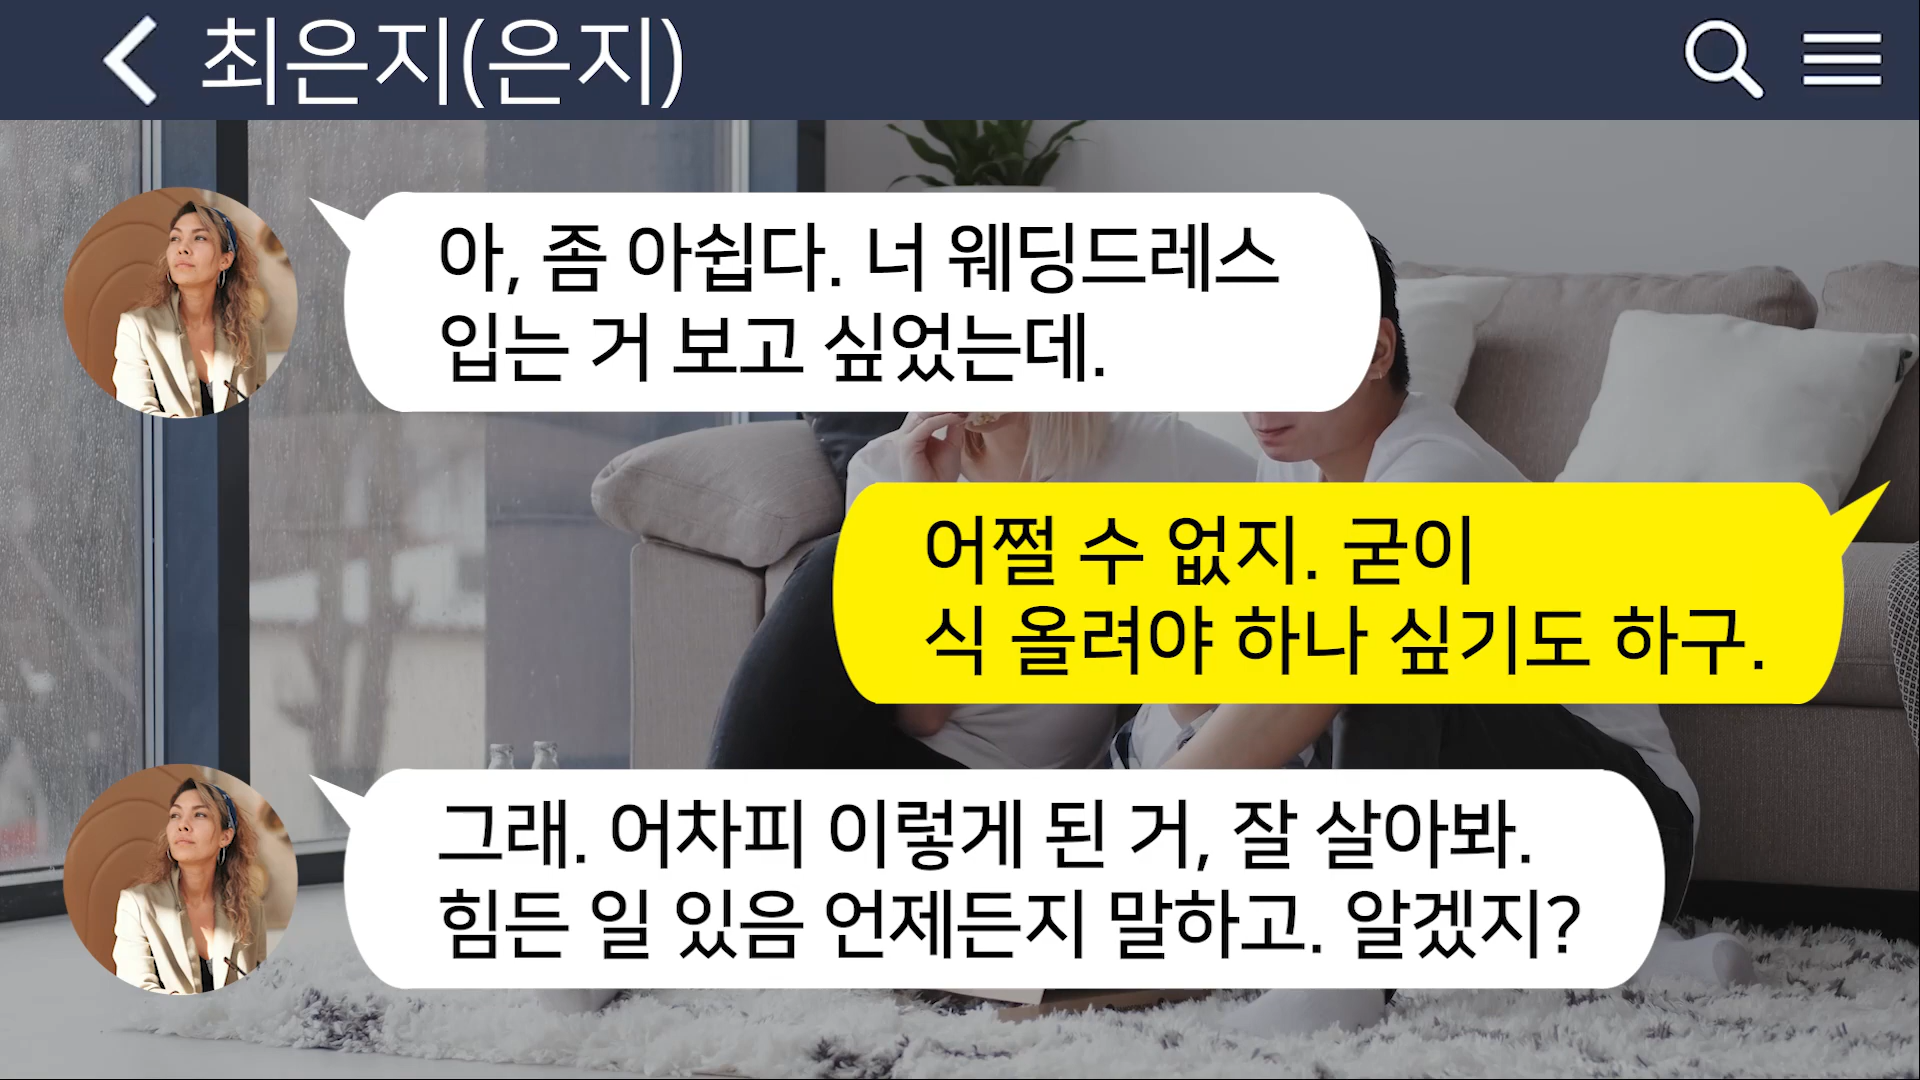 최은지(은지)
아, 좀 아쉽다. 너 웨딩드레스
입는 거 보고 싶었는데.
어쩔 수 없지. 굳이
식 올려야 하나 싶기도 하구.
그래. 어차피 이렇게 된 거, 잘 살아봐.
힘든 일 있음 언제든지 말하고. 알겠지?